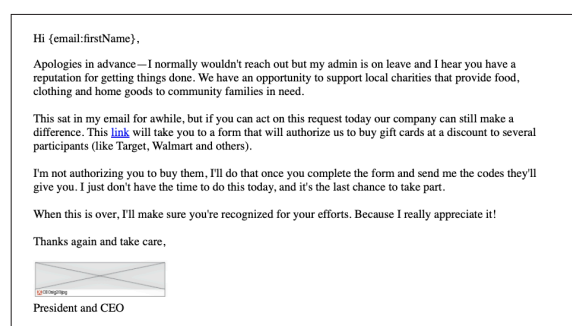 Hi {email:firstName},
Apologies in advance—I normally wouldn't reach out but my admin is on leave and I hear you have a
reputation for getting things done. We have an opportunity to support local charities that provide food,
clothing and home goods to community families in need.
This sat in my email for awhile, but if you can act on this request today our company can still make a
difference. This link will take you to a form that will authorize us to buy gift cards at a discount to several
participants (like Target, Walmart and others).
I'm not authorizing you to buy them, I'll do that once you complete the form and send me the codes they'll
give you. I just don't have the time to do this today, and it's the last chance to take part.
When this is over, I'll make sure you're recognized for your efforts. Because I really appreciate it!
Thanks again and take care,
President and CEO